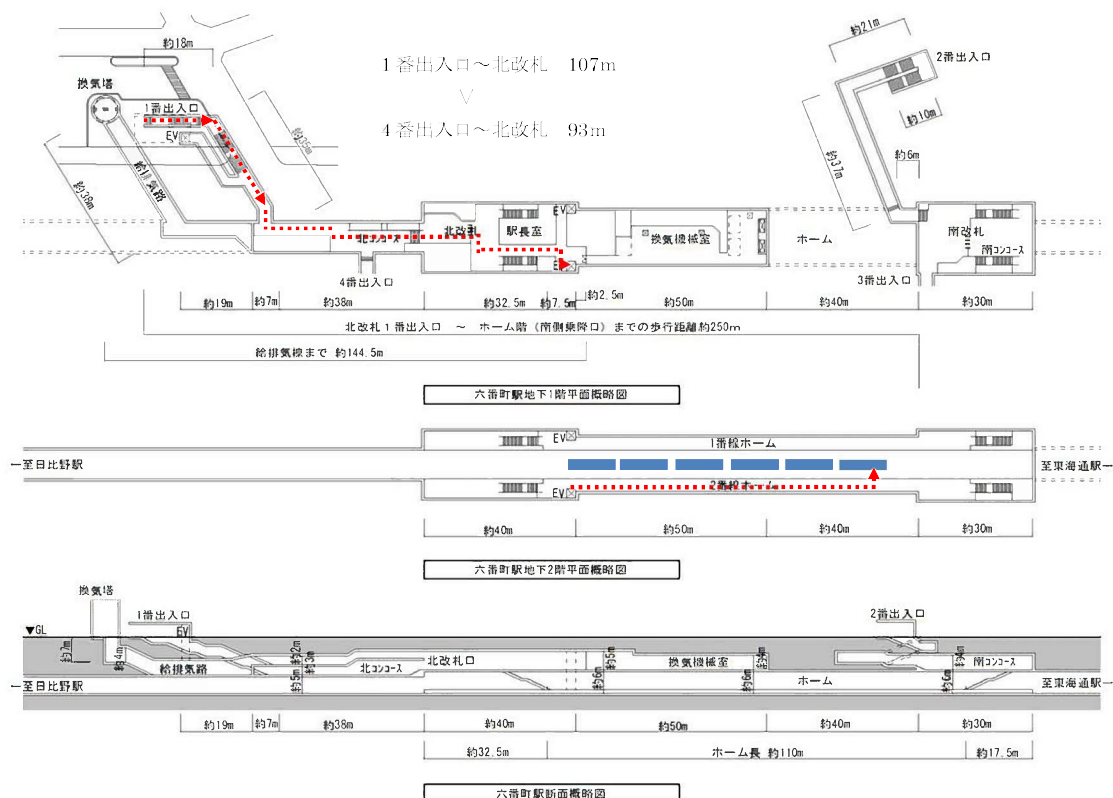 約18m
換気塔
1番出入口
EV
給排気路
約38m
約35m
1番出入口～北改札 107m
∨
4番出入口～北改札 93m
約21m
2番出入口
約10m
約37m
約6m
北コンコース
4番出入口
北改札
駅長室
EV
EV
換気機械室
ホーム
南改札
南コンコース
3番出入口
約19m
約7m
約38m
約32.5m
約7.5m
約2.5m
約50m
約40m
約30m
北改札1番出入口 ～ ホーム階（南側乗降口）までの歩行距離約250m
給排気線まで 約144.5m
六番町駅地下1階平面概略図
EV
1番線ホーム
←至日比野駅
至東海通駅→
EV
2番線ホーム
約40m
約50m
約40m
約30m
六番町駅地下2階平面概略図
換気塔
1番出入口
2番出入口
▼GL
EV
約7m
約4m
給排気路
約2m
約3m
約5m
北コンコース
北改札口
約5m
約6m
換気機械室
約4m
約6m
ホーム
約4m
約6m
南コンコース
←至日比野駅
至東海通駅→
約19m
約7m
約38m
約40m
約50m
約40m
約30m
約32.5m
ホーム長 約110m
約17.5m
六番町駅断面概略図